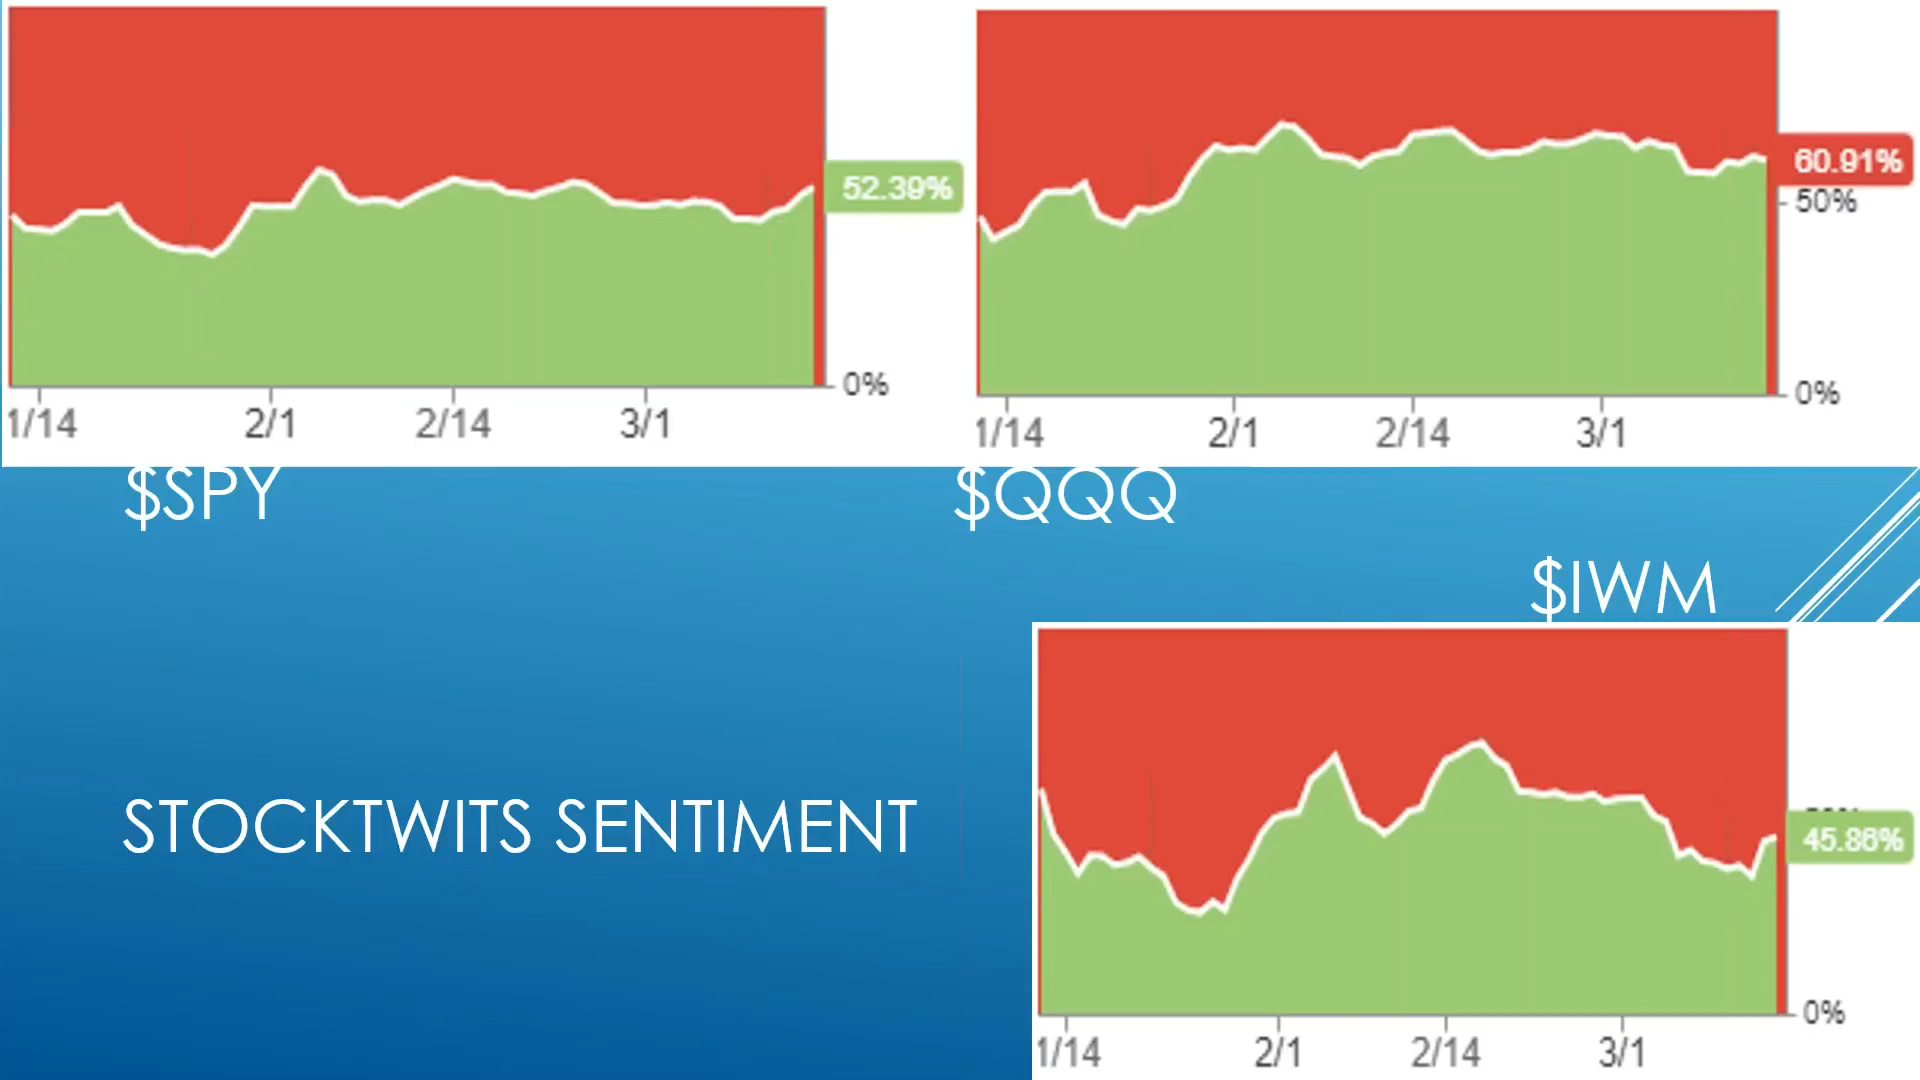 52.39%
0%
1/14 2/1 2/14 3/1
60.91%
50%
0%
1/14 2/1 2/14 3/1
$SPY
$QQQ
$IWM
STOCKTWITS SENTIMENT
45.86%
0%
1/14 2/1 2/14 3/1